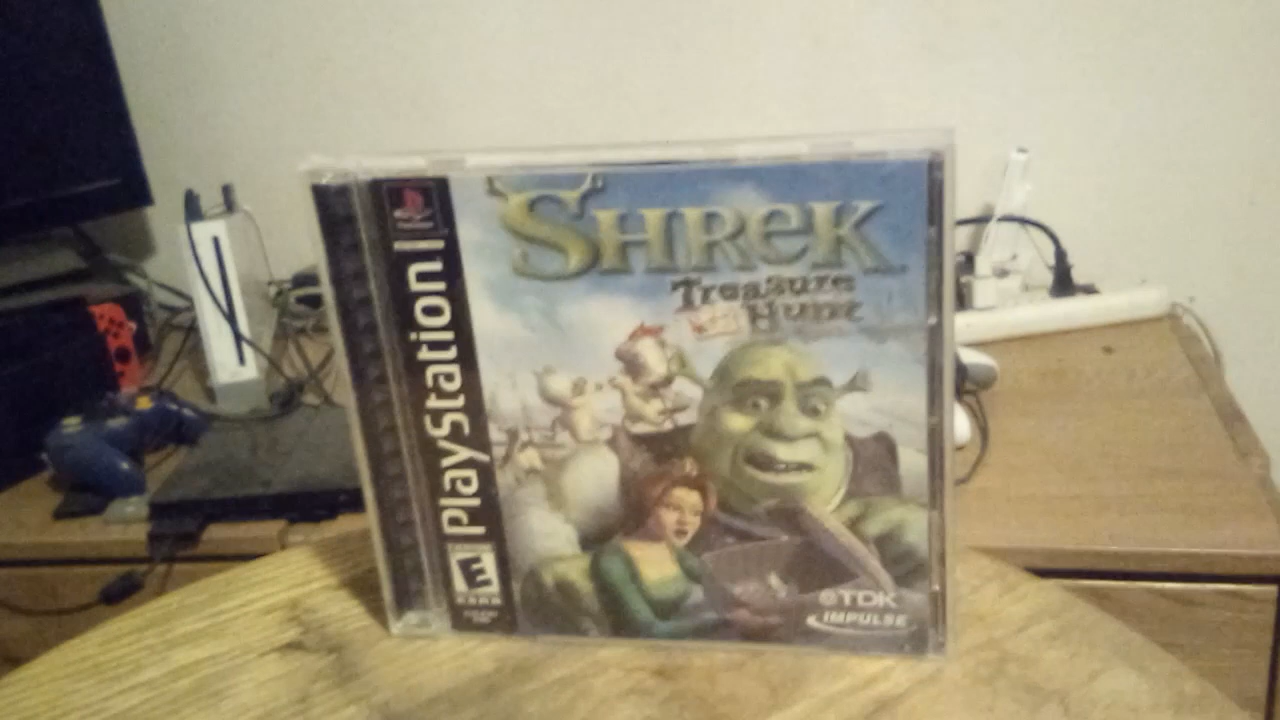 PlayStation
SHREK
Treasure
Hunt
E
TDK
IMPULSE